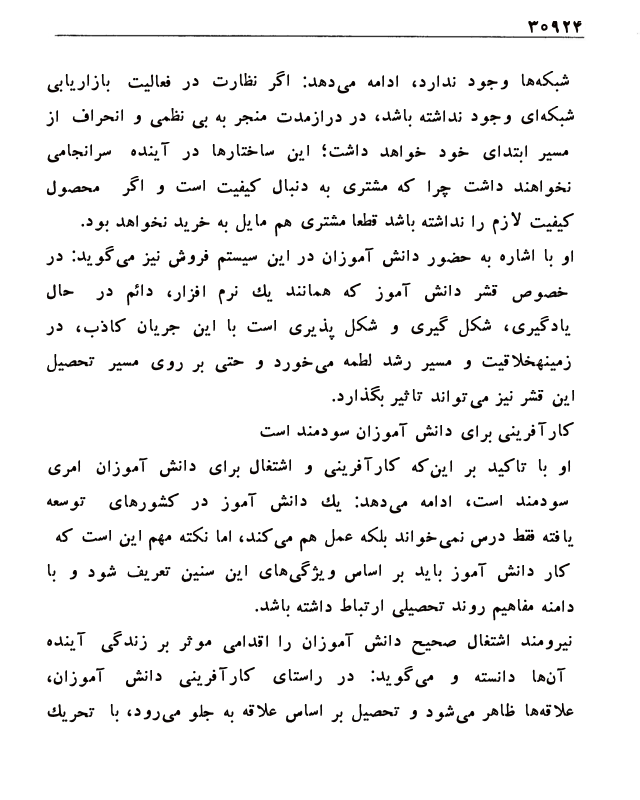 ۳۰۹۲۴
شبکه‌ها وجود ندارد، ادامه می‌دهد: اگر نظارت در فعالیت بازاریابی
شبکه‌ای وجود نداشته باشد، در درازمدت منجر به بی نظمی و انحراف از
مسیر ابتدای خود خواهد داشت؛ این ساختارها در آینده سرانجامی
نخواهند داشت چرا که مشتری به دنبال کیفیت است و اگر محصول
کیفیت لازم را نداشته باشد قطعا مشتری هم مایل به خرید نخواهد بود.
او با اشاره به حضور دانش آموزان در این سیستم فروش نیز می‌گوید: در
خصوص قشر دانش آموز که همانند یك نرم افزار، دائم در حال
یادگیری، شکل گیری و شکل پذیری است با این جریان کاذب، در
زمینهخلاقیت و مسیر رشد لطمه می‌خورد و حتی بر روی مسیر تحصیل
این قشر نیز می‌تواند تاثیر بگذارد.
کارآفرینی برای دانش آموزان سودمند است
او با تاکید بر این‌که کارآفرینی و اشتغال برای دانش آموزان امری
سودمند است، ادامه می‌دهد: یك دانش آموز در کشورهای توسعه
یافته فقط درس نمی‌خواند بلکه عمل هم می‌کند، اما نکته مهم این است که
کار دانش آموز باید بر اساس ویژگی‌های این سنین تعریف شود و با
دامنه مفاهیم روند تحصیلی ارتباط داشته باشد.
نیرومند اشتغال صحیح دانش آموزان را اقدامی موثر بر زندگی آینده
آن‌ها دانسته و می‌گوید: در راستای کارآفرینی دانش آموزان،
علاقه‌ها ظاهر می‌شود و تحصیل بر اساس علاقه به جلو می‌رود، با تحریك